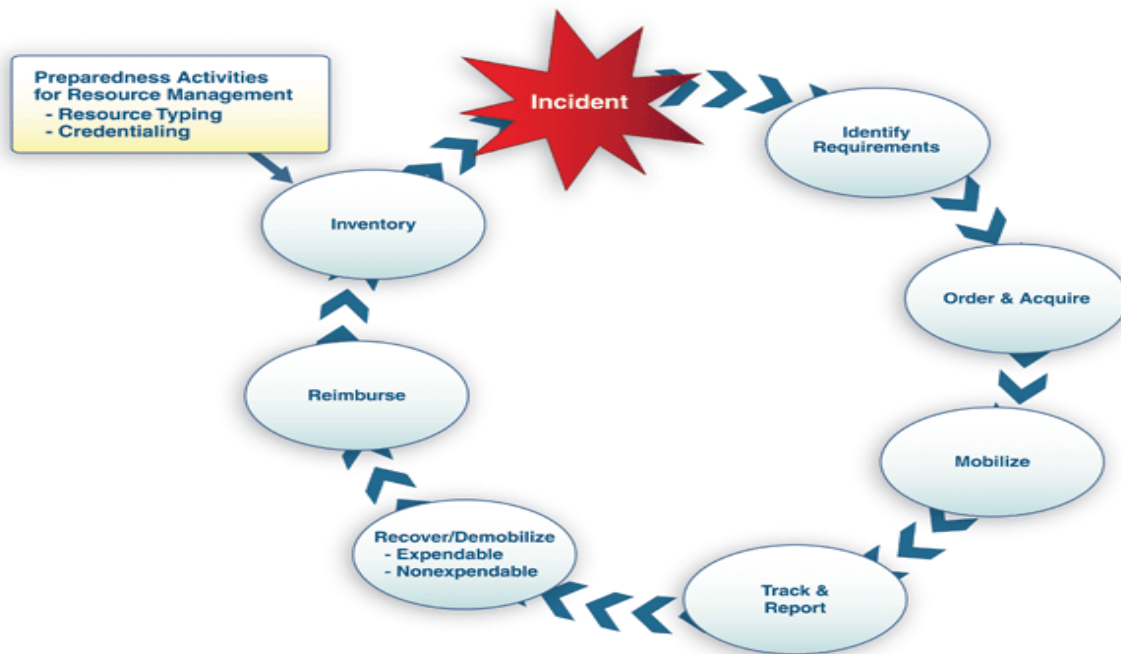 Preparedness Activities
for Resource Management
- Resource Typing
- Credentialing
Incident
Identify
Requirements
Order & Acquire
Mobilize
Track &
Report
Recover/Demobilize
- Expendable
- Nonexpendable
Reimburse
Inventory